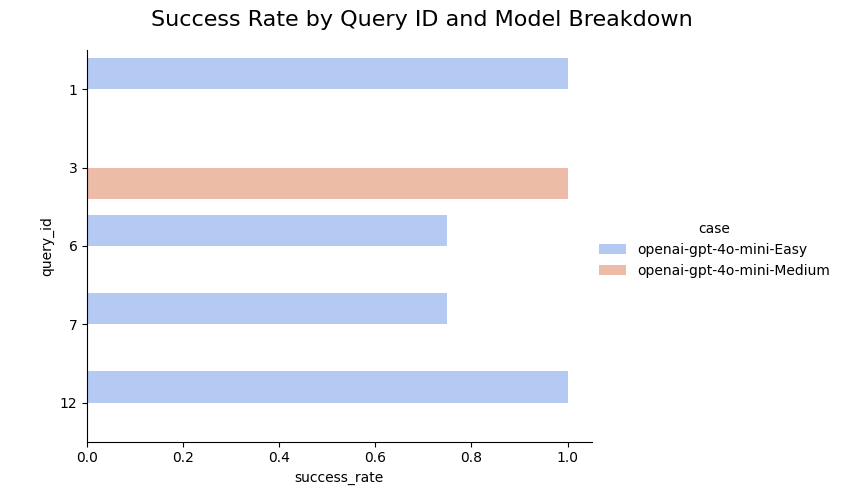 Success Rate by Query ID and Model Breakdown
1
3
6
7
12
query_id
0.0 0.2 0.4 0.6 0.8 1.0
success_rate
case
openai-gpt-4o-mini-Easy
openai-gpt-4o-mini-Medium